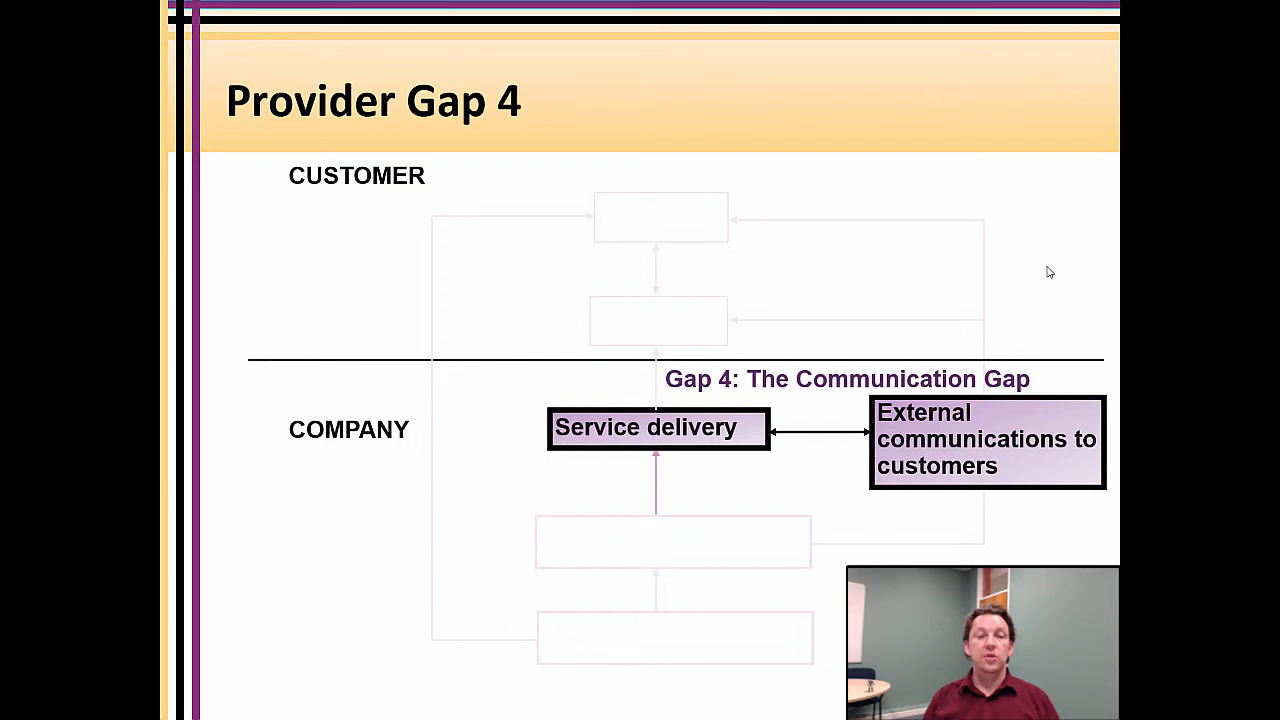 Provider Gap 4
CUSTOMER
Gap 4: The Communication Gap
COMPANY
Service delivery
External
communications to
customers